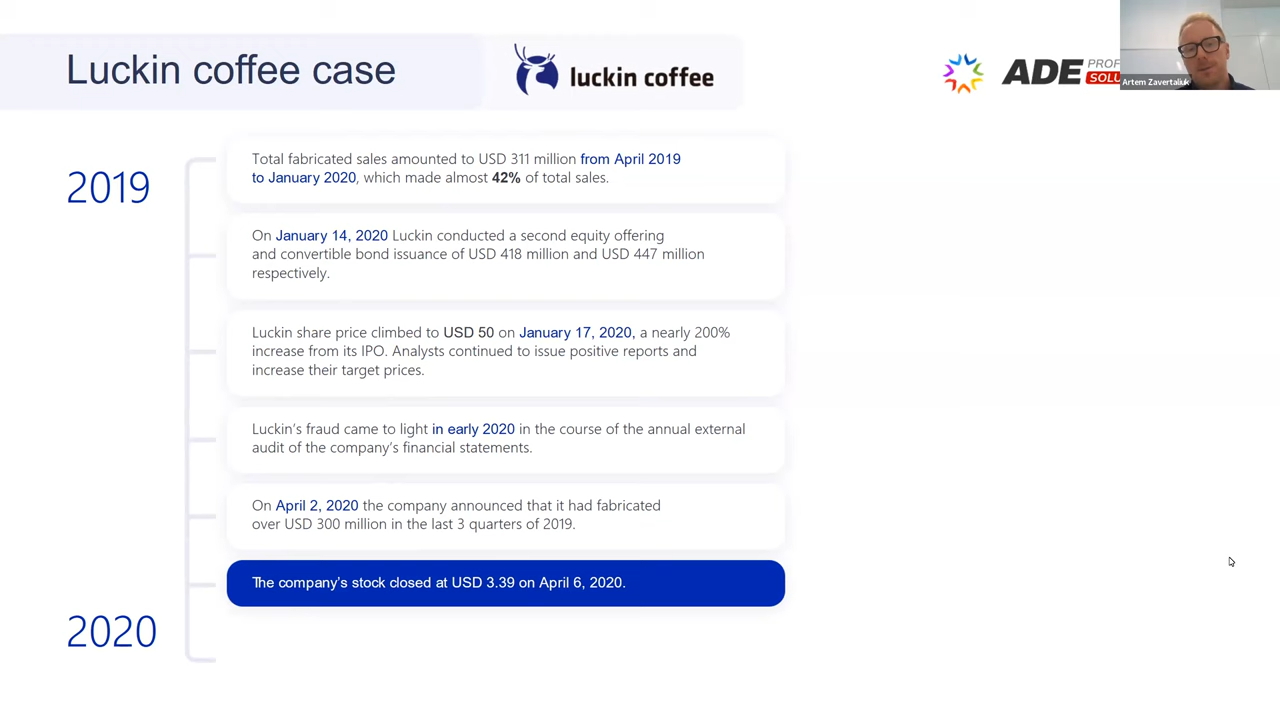 Luckin coffee case
luckin coffee
ADE
SOLU
Artem Zavertaliuk
2019
Total fabricated sales amounted to USD 311 million from April 2019
to January 2020, which made almost 42% of total sales.
On January 14, 2020 Luckin conducted a second equity offering
and convertible bond issuance of USD 418 million and USD 447 million
respectively.
Luckin share price climbed to USD 50 on January 17, 2020, a nearly 200%
increase from its IPO. Analysts continued to issue positive reports and
increase their target prices.
Luckin’s fraud came to light in early 2020 in the course of the annual external
audit of the company’s financial statements.
On April 2, 2020 the company announced that it had fabricated
over USD 300 million in the last 3 quarters of 2019.
The company’s stock closed at USD 3.39 on April 6, 2020.
2020